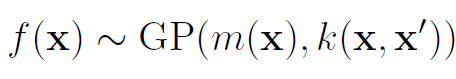 f(𝐱) ∼ GP(m(𝐱), k(𝐱, 𝐱′))